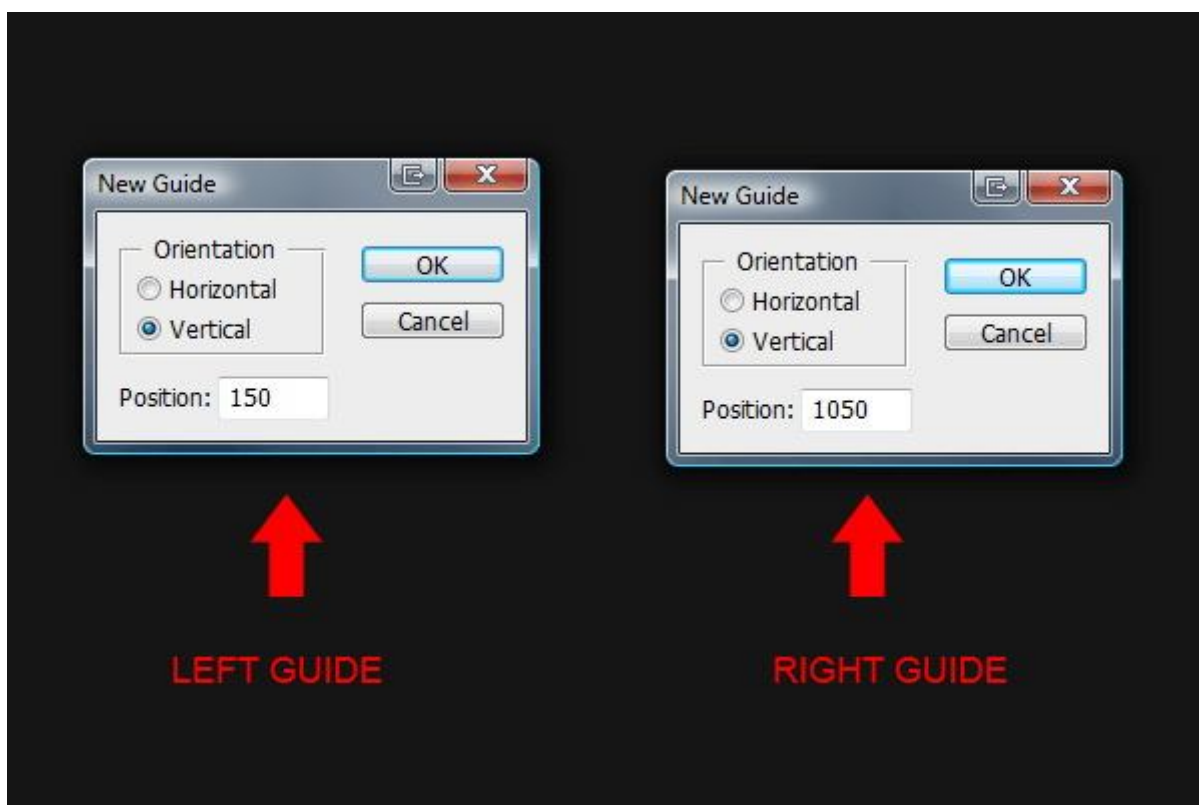 New Guide
Orientation
Horizontal
Vertical
OK
Cancel
Position: 150
LEFT GUIDE
New Guide
Orientation
Horizontal
Vertical
OK
Cancel
Position: 1050
RIGHT GUIDE